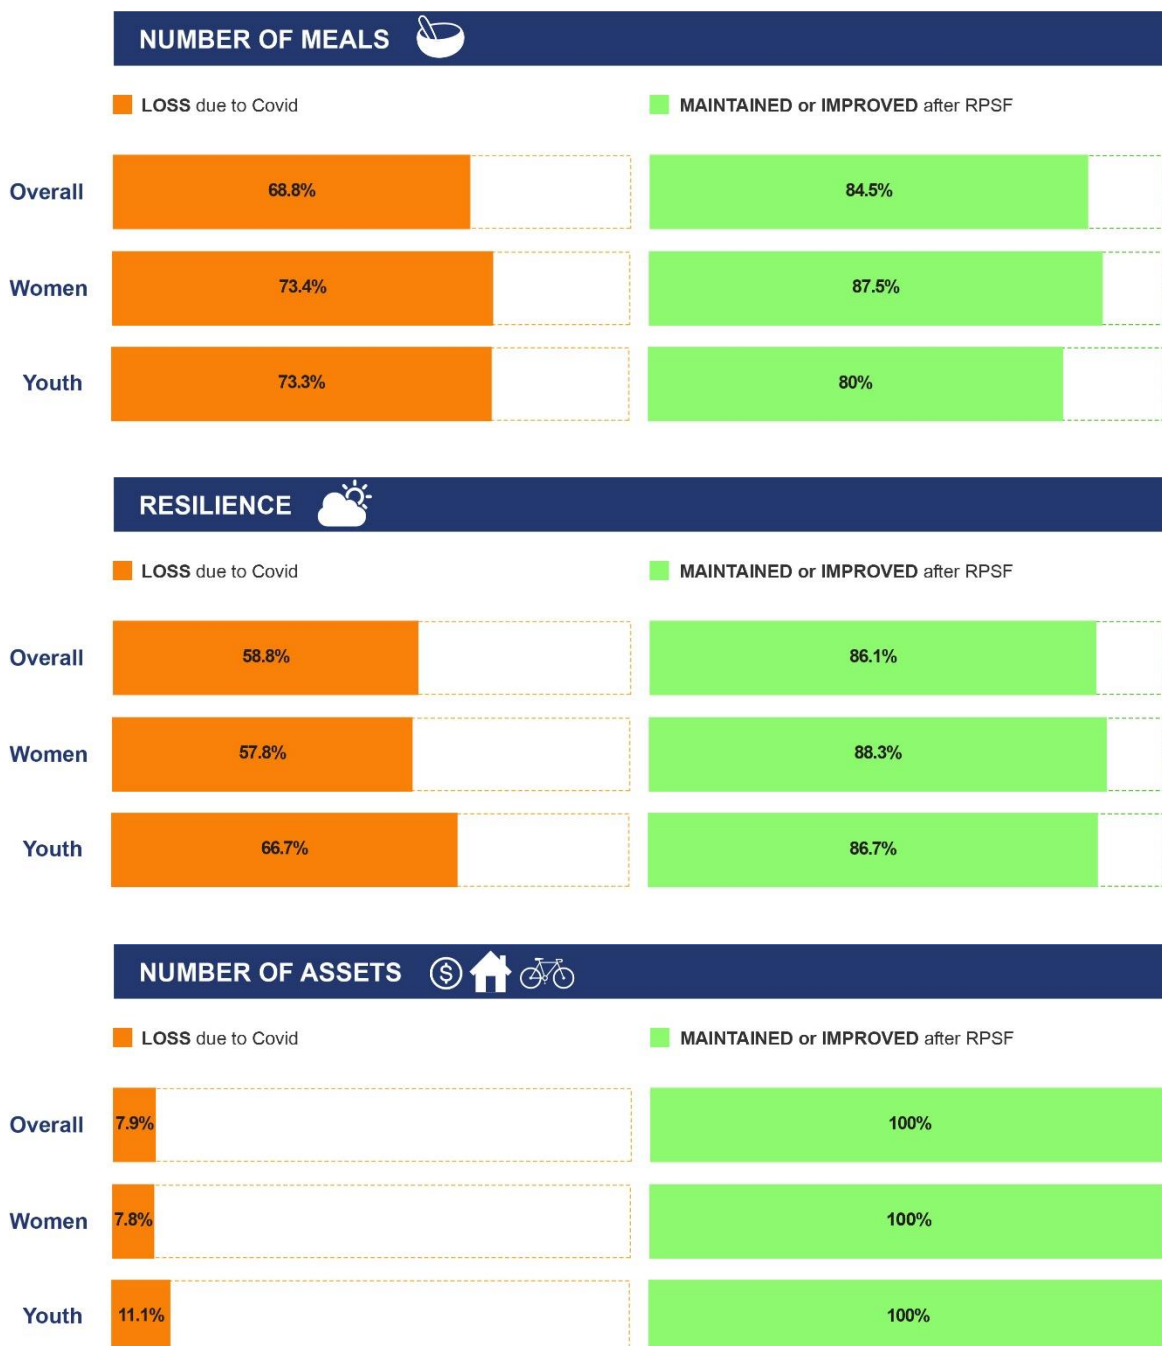 NUMBER OF MEALS
LOSS due to Covid
MAINTAINED or IMPROVED after RPSF
Overall
68.8%
84.5%
Women
73.4%
87.5%
Youth
73.3%
80%
RESILIENCE
LOSS due to Covid
MAINTAINED or IMPROVED after RPSF
Overall
58.8%
86.1%
Women
57.8%
88.3%
Youth
66.7%
86.7%
NUMBER OF ASSETS
$
LOSS due to Covid
MAINTAINED or IMPROVED after RPSF
Overall
7.9%
100%
Women
7.8%
100%
Youth
11.1%
100%